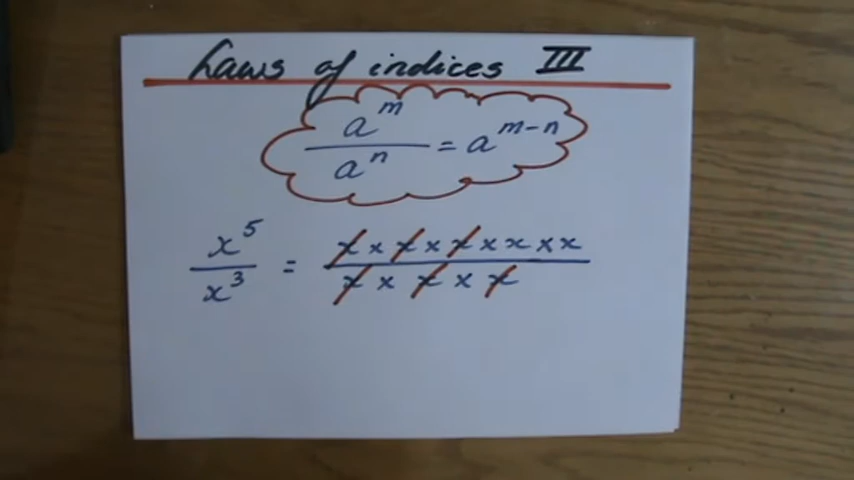 Laws of indices III
a^m / a^n = a^(m-n)
x^5 / x^3 = x × x × x × x × x / x × x × x